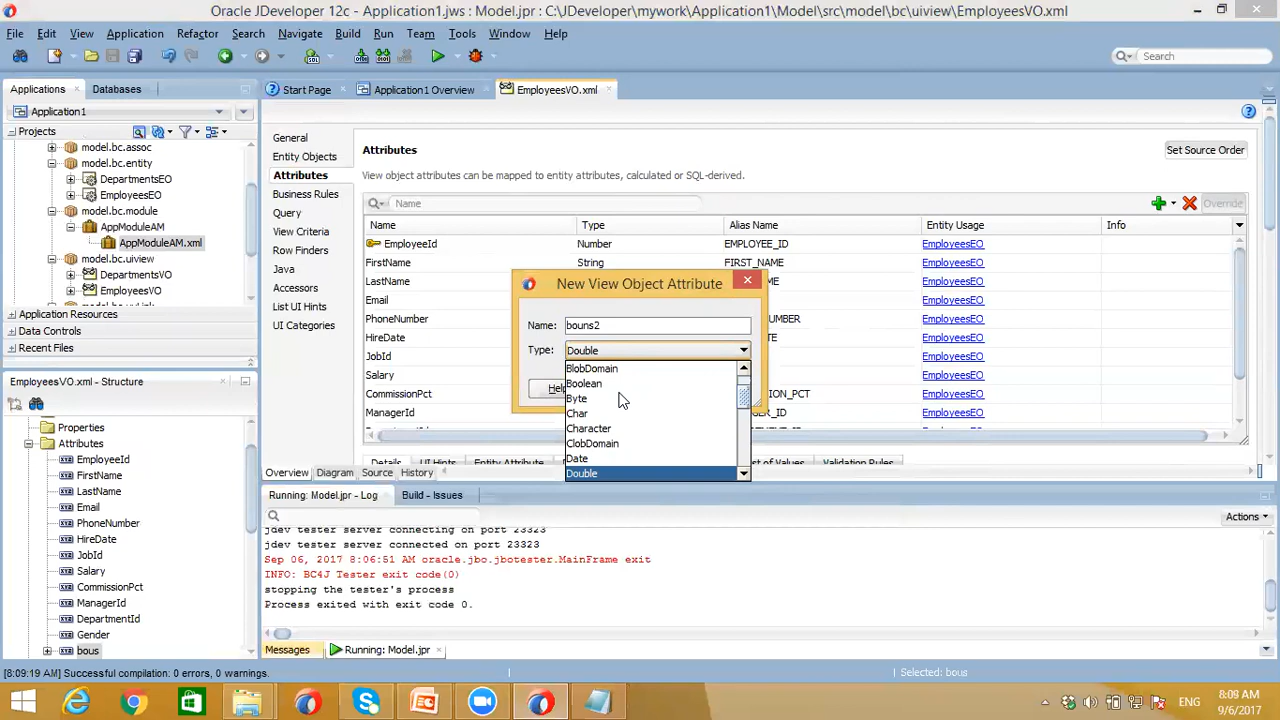 Oracle JDeveloper 12c - Application1.jws : Model.jpr : C:\JDeveloper\mywork\Application1\Model\src\model\bc\uiview\EmployeesVO.xml
File Edit View Application Refactor Search Navigate Build Run Team Tools Window Help
Search
Applications Databases
Start Page Application1 Overview EmployeesVO.xml
Application1
Projects
model.bc.assoc
model.bc.entity
DepartmentsEO
EmployeesEO
model.bc.module
AppModuleAM
AppModuleAM.xml
model.bc.uiview
DepartmentsVO
EmployeesVO
Application Resources
Data Controls
Recent Files
EmployeesVO.xml - Structure
Properties
Attributes
EmployeeId
FirstName
LastName
Email
PhoneNumber
HireDate
JobId
Salary
CommissionPct
ManagerId
DepartmentId
Gender
bous
General
Entity Objects
Attributes
Business Rules
Query
View Criteria
Row Finders
Java
Accessors
List UI Hints
UI Categories
Attributes
Set Source Order
View object attributes can be mapped to entity attributes, calculated or SQL-derived.
Name
Override
Name Type Alias Name Entity Usage Info
EmployeeId Number EMPLOYEE_ID EmployeesEO
FirstName String FIRST_NAME EmployeesEO
LastName EmployeesEO
Email EmployeesEO
PhoneNumber EmployeesEO
HireDate EmployeesEO
JobId EmployeesEO
Salary EmployeesEO
CommissionPct EmployeesEO
ManagerId EmployeesEO
New View Object Attribute
Name: bouns2
Type: Double
BlobDomain
Boolean
Byte
Char
Character
ClobDomain
Date
Double
Help
Details UI Hints Entity Attribute Validation Rules
Overview Diagram Source History
Running: Model.jpr - Log Build - Issues
Actions
jdev tester server connecting on port 23323
jdev tester server connected on port 23323
Sep 06, 2017 8:06:51 AM oracle.jbo.jbotester.MainFrame exit
INFO: BC4J Tester exit code(0)
stopping the tester's process
Process exited with exit code 0.
Messages Running: Model.jpr
[8:09:19 AM] Successful compilation: 0 errors, 0 warnings. Selected: bous
ENG
8:09 AM
9/6/2017